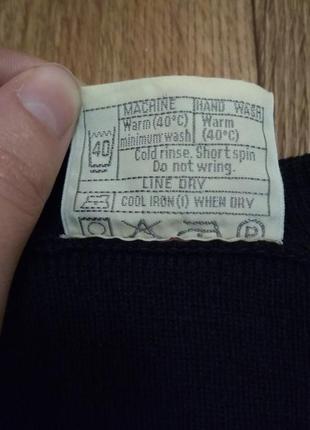 MACHINE HAND WASH
40 Warm (40°C) Warm
minimum wash (40°C)
Cold rinse. Short spin
Do not wring.
LINE DRY
COOL IRON(1) WHEN DRY
P